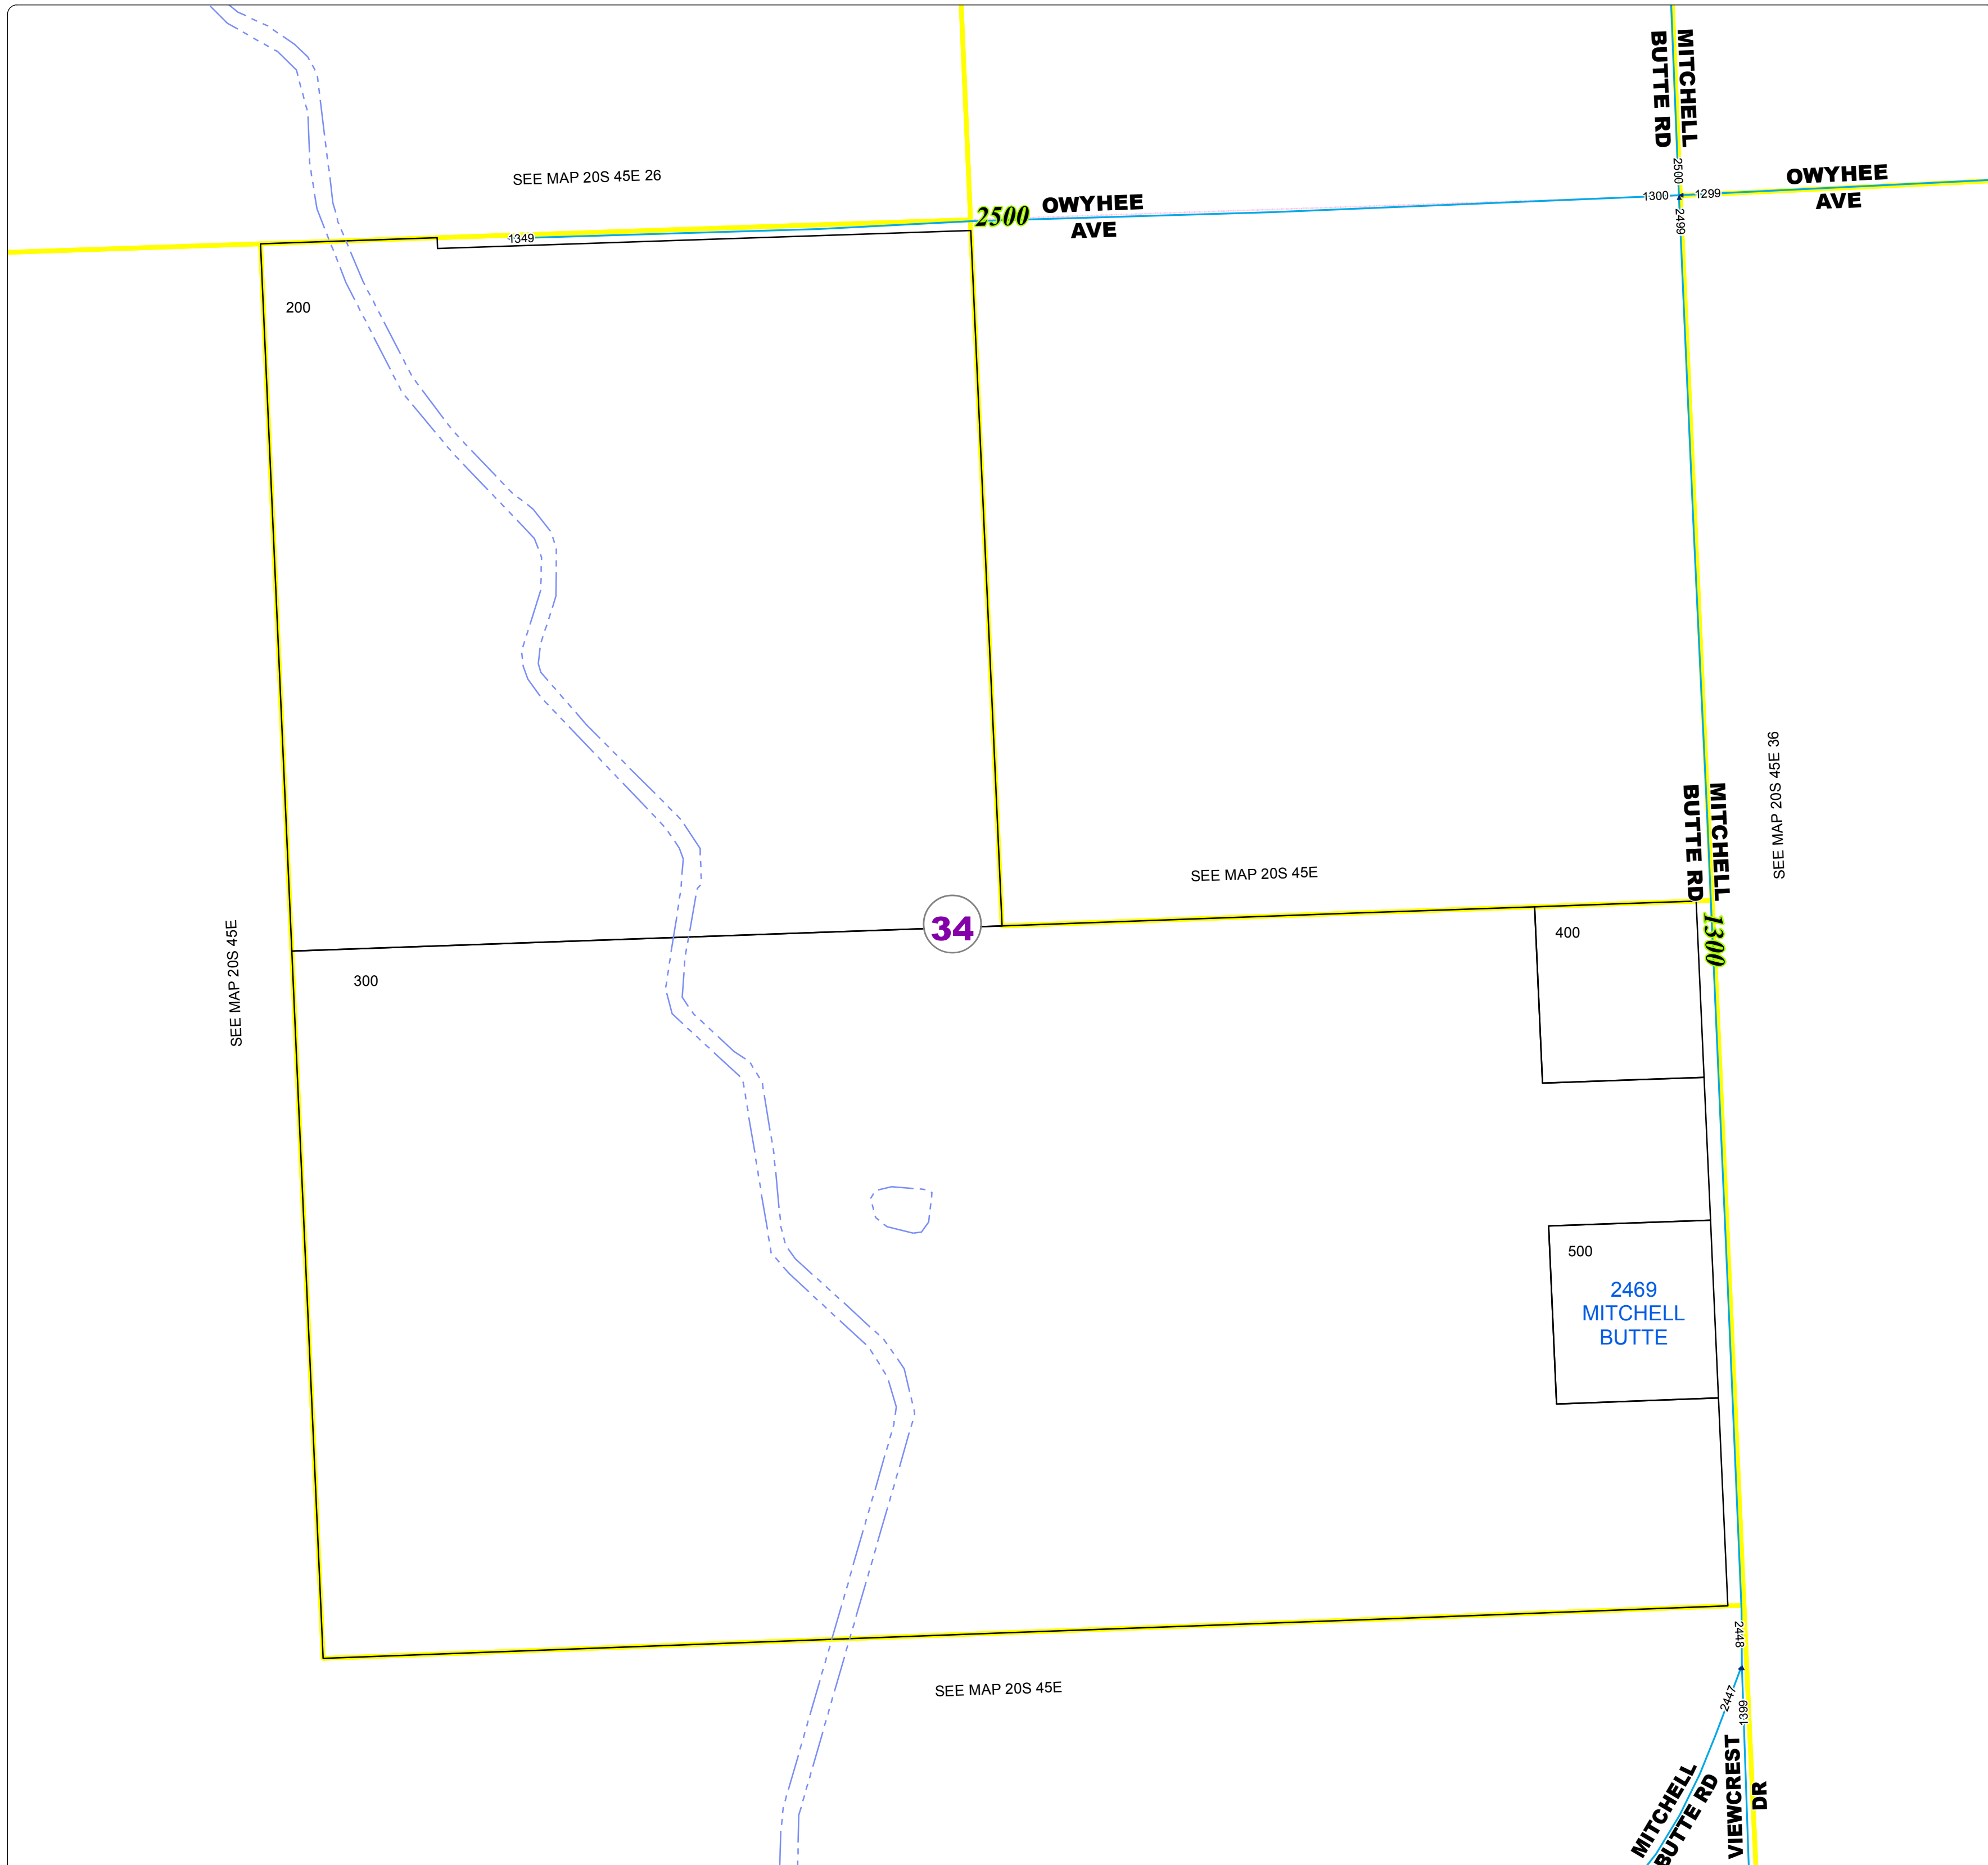 MITCHELL
BUTTE RD
2500
SEE MAP 20S 45E 26
OWYHEE
AVE
1300
1299
OWYHEE
AVE
2500
2499
1349
200
SEE MAP 20S 45E 36
MITCHELL
BUTTE RD
SEE MAP 20S 45E
34
400
1300
SEE MAP 20S 45E
300
500
2469
MITCHELL
BUTTE
2448
SEE MAP 20S 45E
2447
1399
MITCHELL
BUTTE RD
VIEWCREST
DR